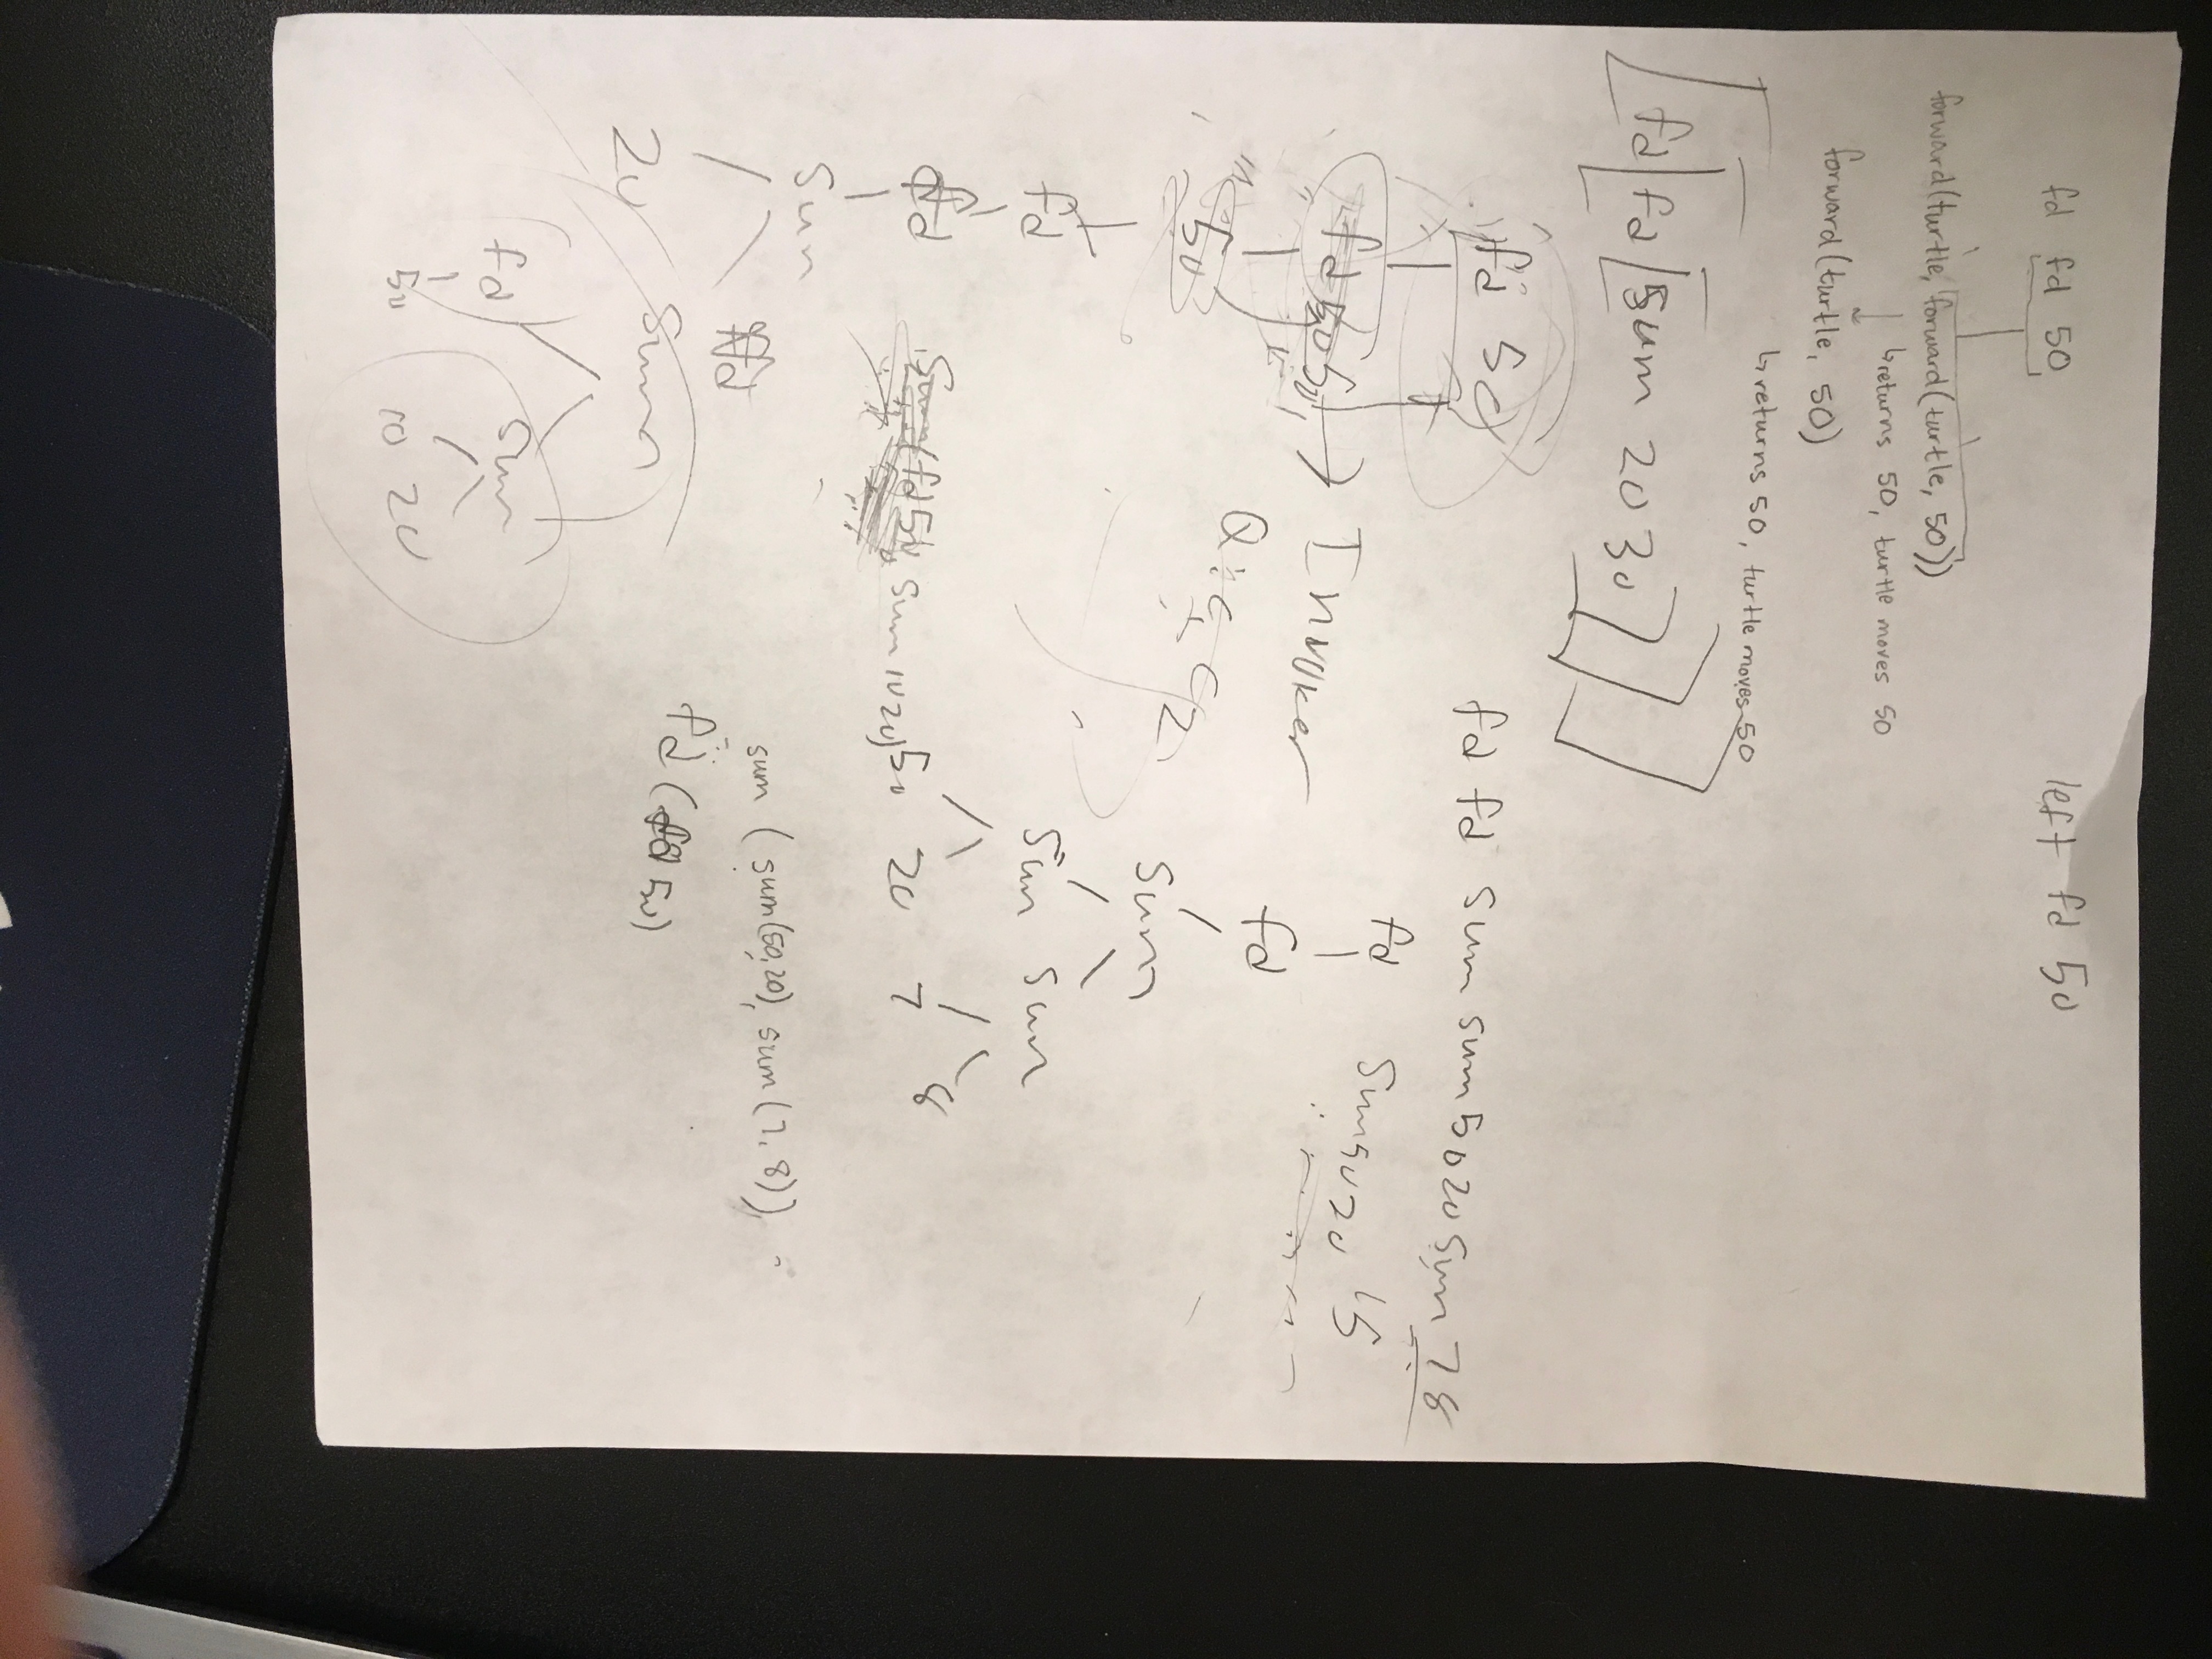 fd fd 50
left fd 50
forward(turtle, forward(turtle, 50))
↳returns 50, turtle moves 50
forward(turtle, 50)
↳returns 50, turtle moves 50
[fd [fd [sum 20 30]]]
fd fd sum sum 50 20 sum 7 8
fd 50
fd
sum 50 20 15
fd 50
Invoker
fd
50
Q:
sum
fd
sum sum
fd
50 20 7 8
sum (fd 50, sum 10 20)
sum
fd
sum (sum(50,20), sum(7,8))
20
sum
fd (50)
fd
sum
50
10 20